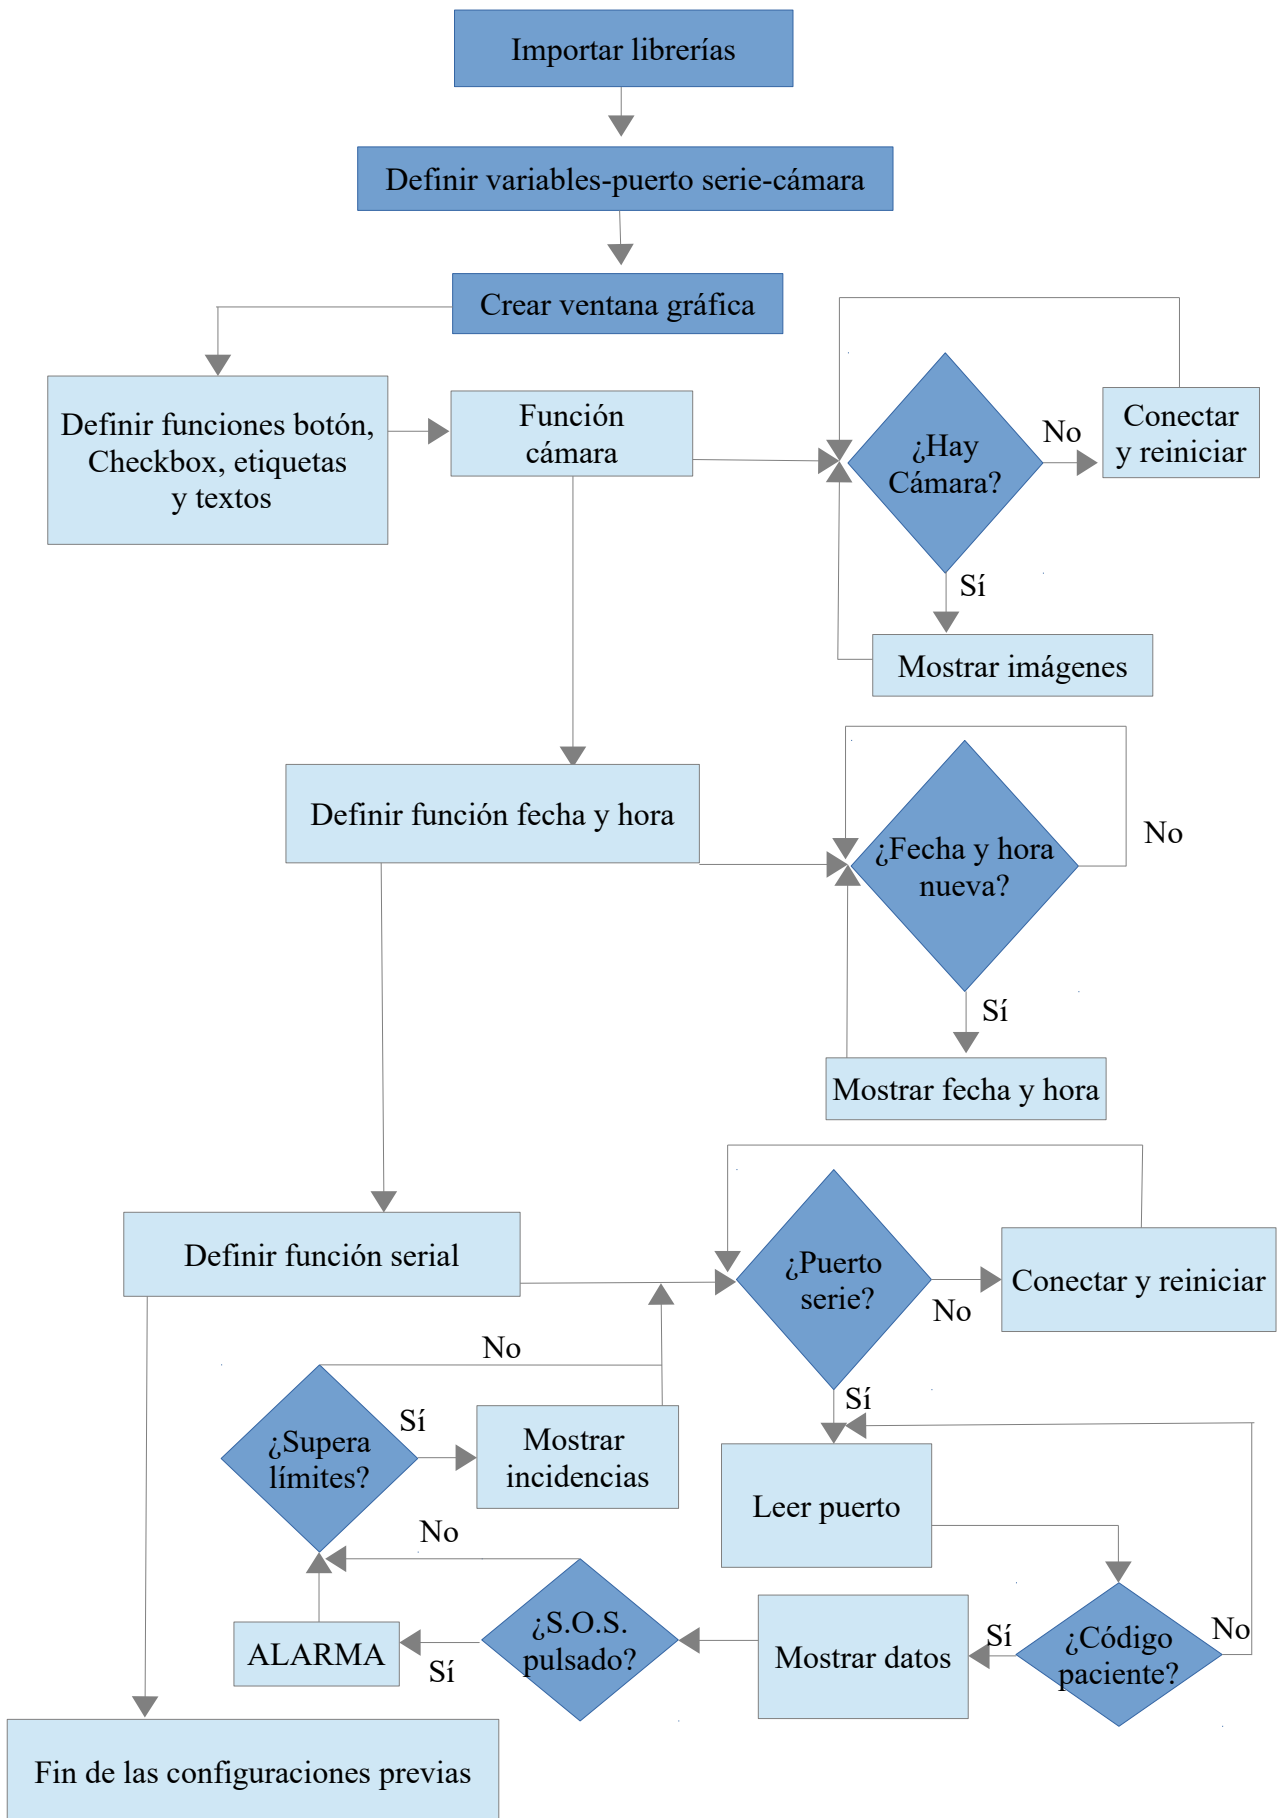 Importar librerías
Definir variables-puerto serie-cámara
Crear ventana gráfica
Definir funciones botón,
Checkbox, etiquetas
y textos
Función
cámara
¿Hay
Cámara?
No
Conectar
y reiniciar
Sí
Mostrar imágenes
Definir función fecha y hora
¿Fecha y hora
nueva?
No
Sí
Mostrar fecha y hora
Definir función serial
¿Puerto
serie?
No
Conectar y reiniciar
Sí
Leer puerto
¿Código
paciente?
No
Sí
Mostrar datos
¿S.O.S.
pulsado?
No
Sí
ALARMA
¿Supera
límites?
No
Sí
Mostrar
incidencias
Fin de las configuraciones previas